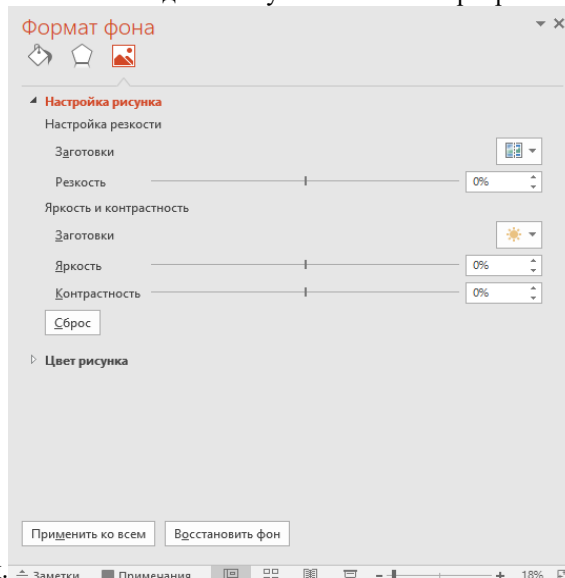 Формат фона
Настройка рисунка
Настройка резкости
Заготовки
Резкость 0%
Яркость и контрастность
Заготовки
Яркость 0%
Контрастность 0%
Сброс
Цвет рисунка
Применить ко всем Восстановить фон
Заметки Примечания - + 18%